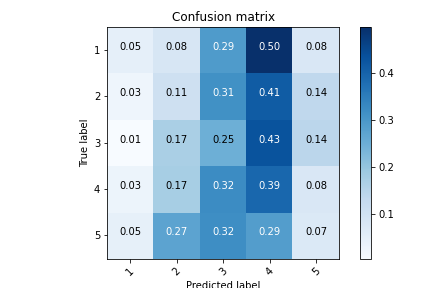 Confusion matrix
True label
1 0.05 0.08 0.29 0.50 0.08
2 0.03 0.11 0.31 0.41 0.14
3 0.01 0.17 0.25 0.43 0.14
4 0.03 0.17 0.32 0.39 0.08
5 0.05 0.27 0.32 0.29 0.07
1 2 3 4 5
Predicted label
0.4
0.3
0.2
0.1